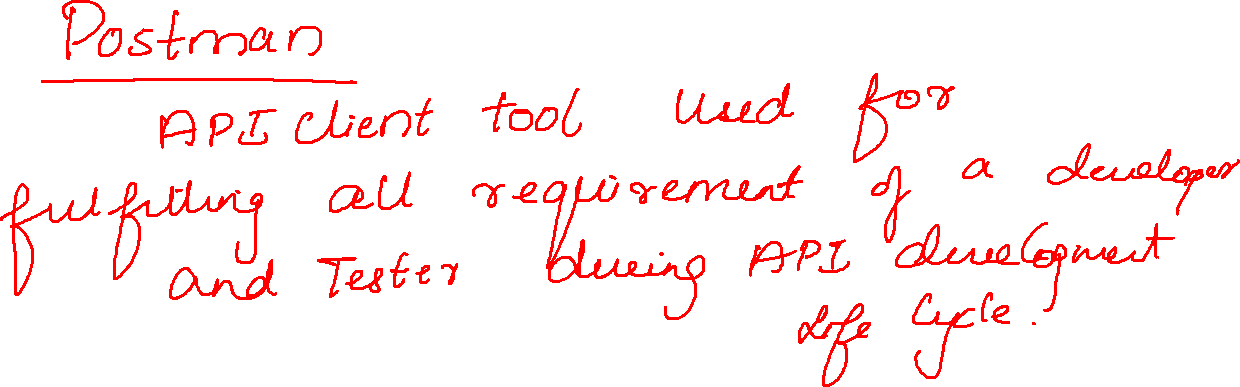 Postman
API client tool used for
fulfilling all requirement of a developer
and Tester during API development
Life cycle.